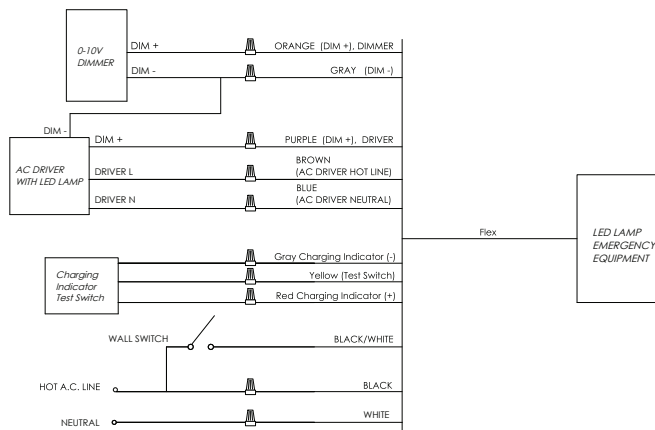 0-10V
DIMMER
DIM +
ORANGE (DIM +), DIMMER
DIM -
GRAY (DIM -)
DIM -
AC DRIVER
WITH LED LAMP
DIM +
PURPLE (DIM +), DRIVER
DRIVER L
BROWN
(AC DRIVER HOT LINE)
DRIVER N
BLUE
(AC DRIVER NEUTRAL)
Flex
LED LAMP
EMERGENCY
EQUIPMENT
Charging
Indicator
Test Switch
Gray Charging Indicator (-)
Yellow (Test Switch)
Red Charging Indicator (+)
WALL SWITCH
BLACK/WHITE
HOT A.C. LINE
BLACK
NEUTRAL
WHITE